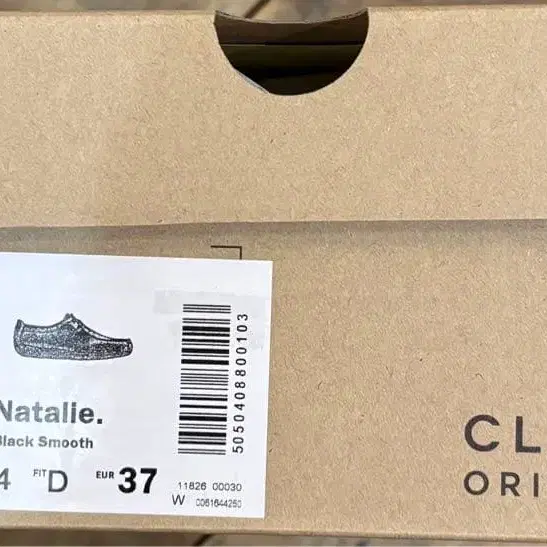 Natalie.
Black Smooth
4 FIT D EUR 37
5050408800103
11826 00030
W 0061644250
CL
ORI